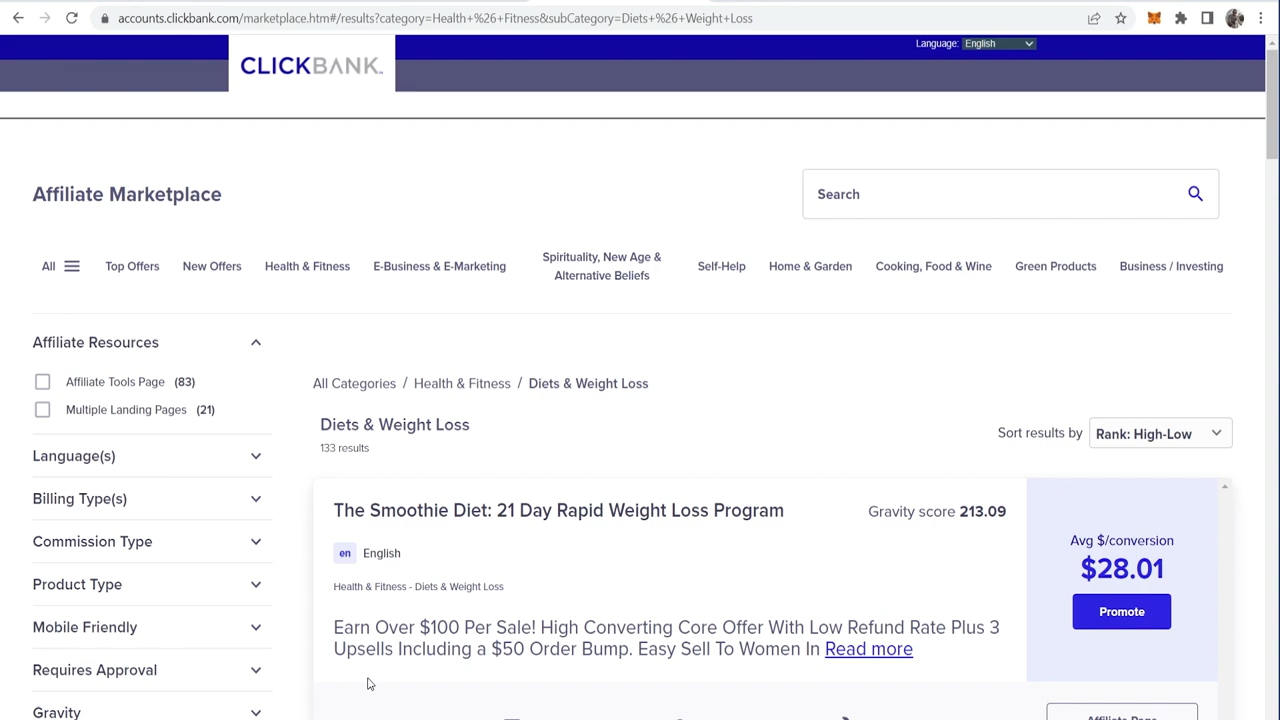 accounts.clickbank.com/marketplace.htm#/results?category=Health+%26+Fitness&subCategory=Diets+%26+Weight+Loss
Language: English
CLICKBANK
Affiliate Marketplace
Search
All
Top Offers
New Offers
Health & Fitness
E-Business & E-Marketing
Spirituality, New Age &
Alternative Beliefs
Self-Help
Home & Garden
Cooking, Food & Wine
Green Products
Business / Investing
Affiliate Resources
Affiliate Tools Page (83)
Multiple Landing Pages (21)
Language(s)
Billing Type(s)
Commission Type
Product Type
Mobile Friendly
Requires Approval
Gravity
All Categories / Health & Fitness / Diets & Weight Loss
Diets & Weight Loss
133 results
Sort results by Rank: High-Low
The Smoothie Diet: 21 Day Rapid Weight Loss Program
Gravity score 213.09
en English
Health & Fitness - Diets & Weight Loss
Earn Over $100 Per Sale! High Converting Core Offer With Low Refund Rate Plus 3
Upsells Including a $50 Order Bump. Easy Sell To Women In Read more
Avg $/conversion
$28.01
Promote
Affiliate Page